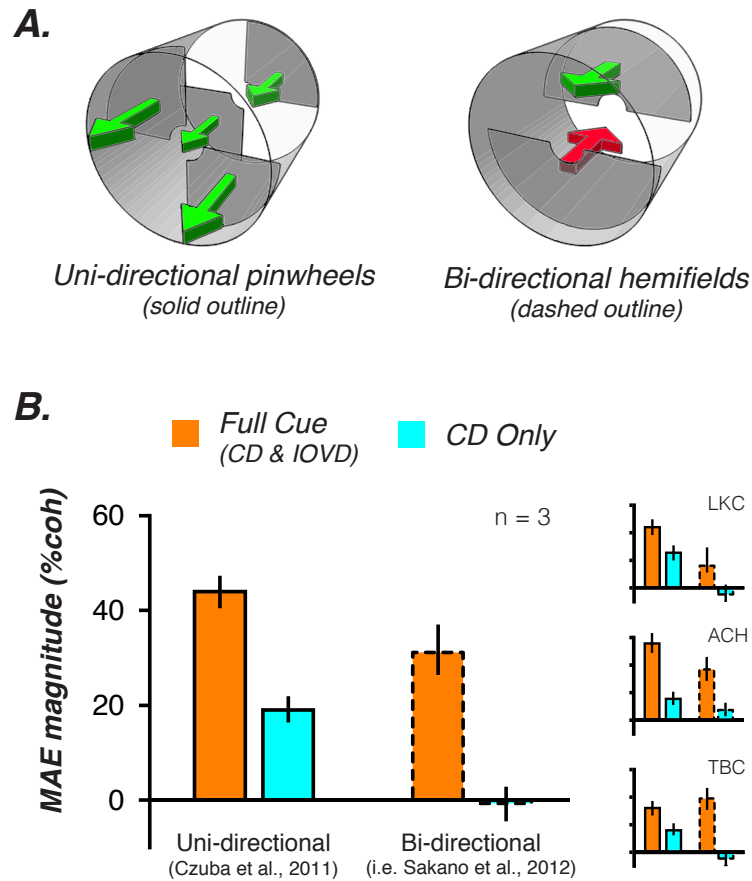 A.
Uni-directional pinwheels
(solid outline)
Bi-directional hemifields
(dashed outline)
B.
Full Cue
(CD & IOVD)
CD Only
MAE magnitude (%coh)
60
40
20
0
n = 3
Uni-directional
(Czuba et al., 2011)
Bi-directional
(i.e. Sakano et al., 2012)
LKC
ACH
TBC